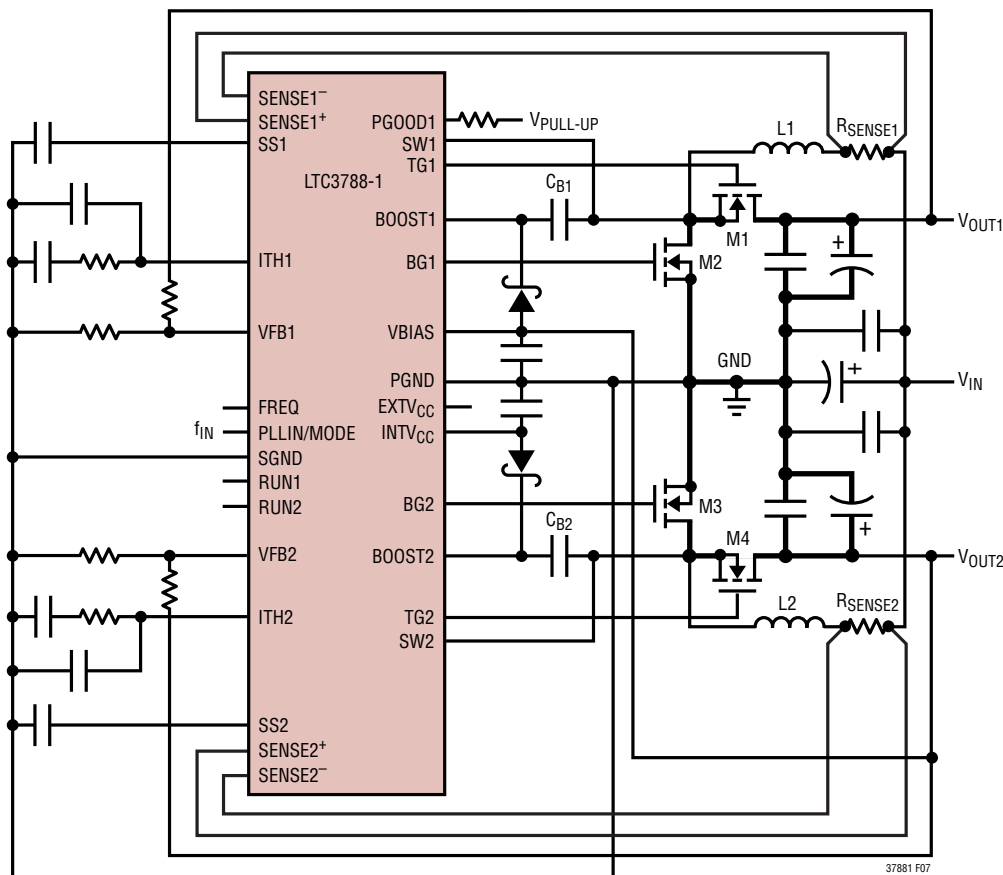 SENSE1⁻
SENSE1⁺
SS1
LTC3788-1
ITH1
VFB1
FREQ
fIN
PLLIN/MODE
SGND
RUN1
RUN2
VFB2
ITH2
SS2
SENSE2⁺
SENSE2⁻
PGOOD1
VPULL-UP
SW1
TG1
BOOST1
BG1
VBIAS
PGND
EXTVCC
INTVCC
BG2
BOOST2
TG2
SW2
CB1
CB2
L1
RSENSE1
M1
M2
VOUT1
+
GND
+
VIN
M3
M4
+
VOUT2
L2
RSENSE2
37881 F07